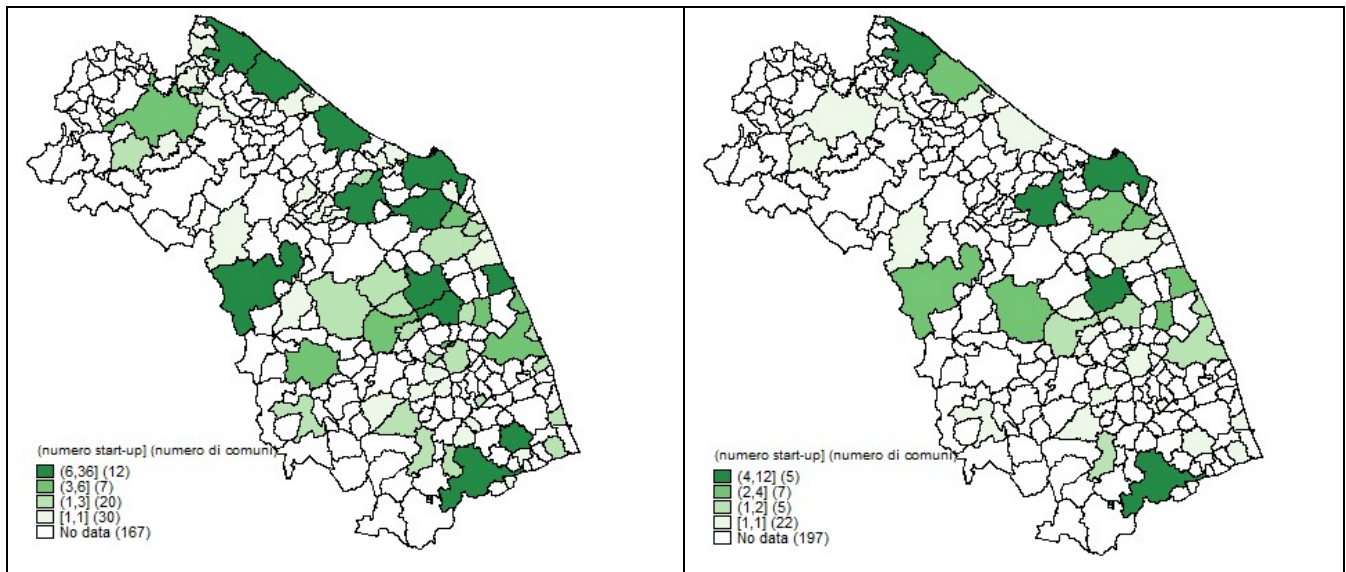 (numero start-up] (numero di comuni)
(6,36] (12)
(3,6] (7)
(1,3] (20)
[1,1] (30)
No data (167)
(numero start-up] (numero di comuni)
(4,12] (5)
(2,4] (7)
(1,2] (5)
[1,1] (22)
No data (197)